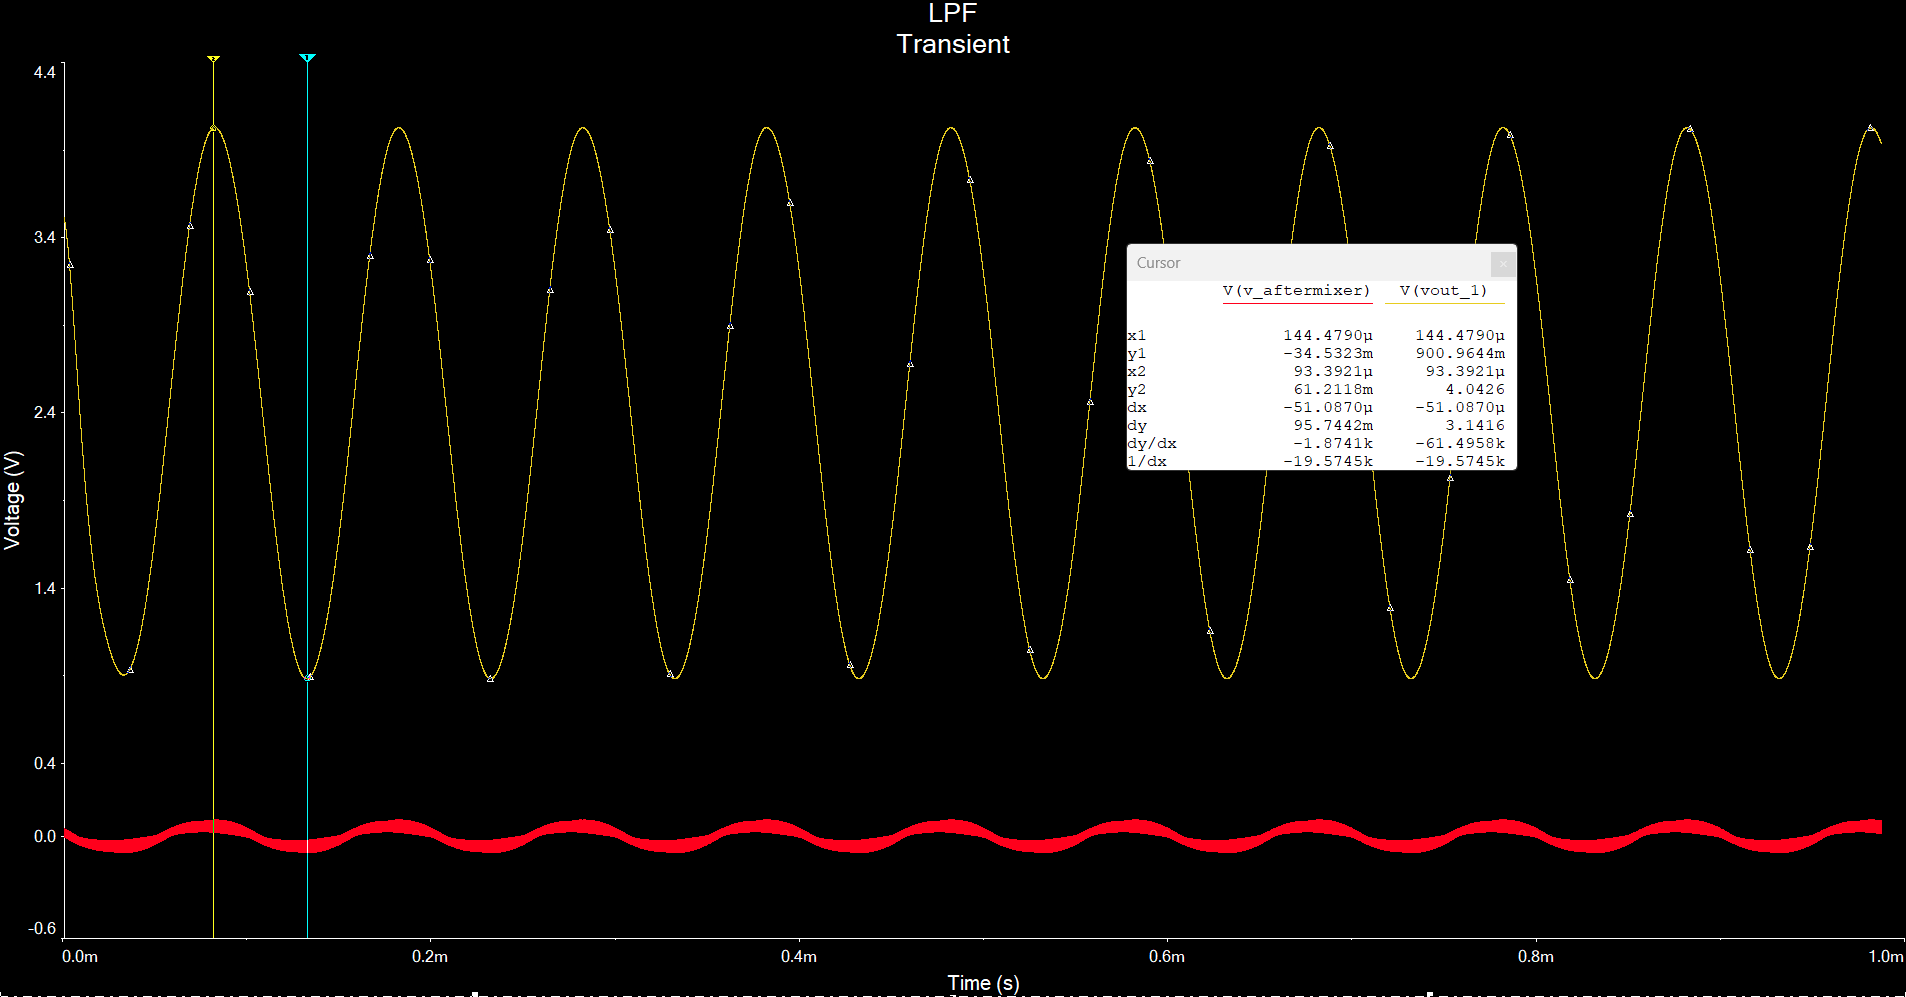 LPF
Transient
4.4
3.4
2.4
1.4
0.4
0.0
-0.6
Voltage (V)
Cursor
V(v_aftermixer) V(vout_1)
x1 144.4790µ 144.4790µ
y1 -34.5323m 900.9644m
x2 93.3921µ 93.3921µ
y2 61.2118m 4.0426
dx -51.0870µ -51.0870µ
dy 95.7442m 3.1416
dy/dx -1.8741k -61.4958k
1/dx -19.5745k -19.5745k
0.0m 0.2m 0.4m 0.6m 0.8m 1.0m
Time (s)